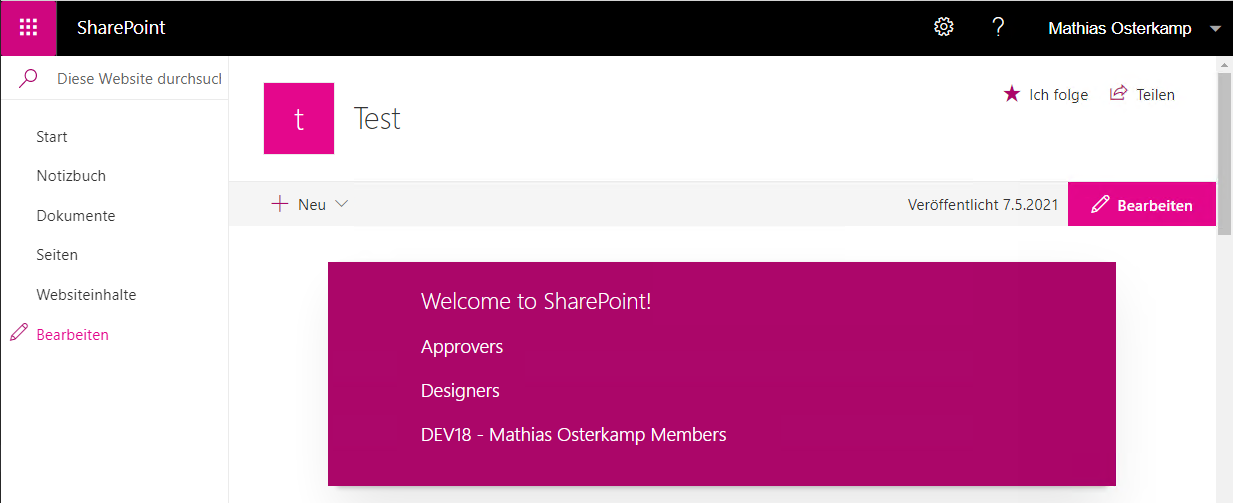 SharePoint
?
Mathias Osterkamp
Diese Website durchsucl
Start
Notizbuch
Dokumente
Seiten
Websiteinhalte
Bearbeiten
t
Test
Ich folge
Teilen
Neu
Veröffentlicht 7.5.2021
Bearbeiten
Welcome to SharePoint!
Approvers
Designers
DEV18 - Mathias Osterkamp Members